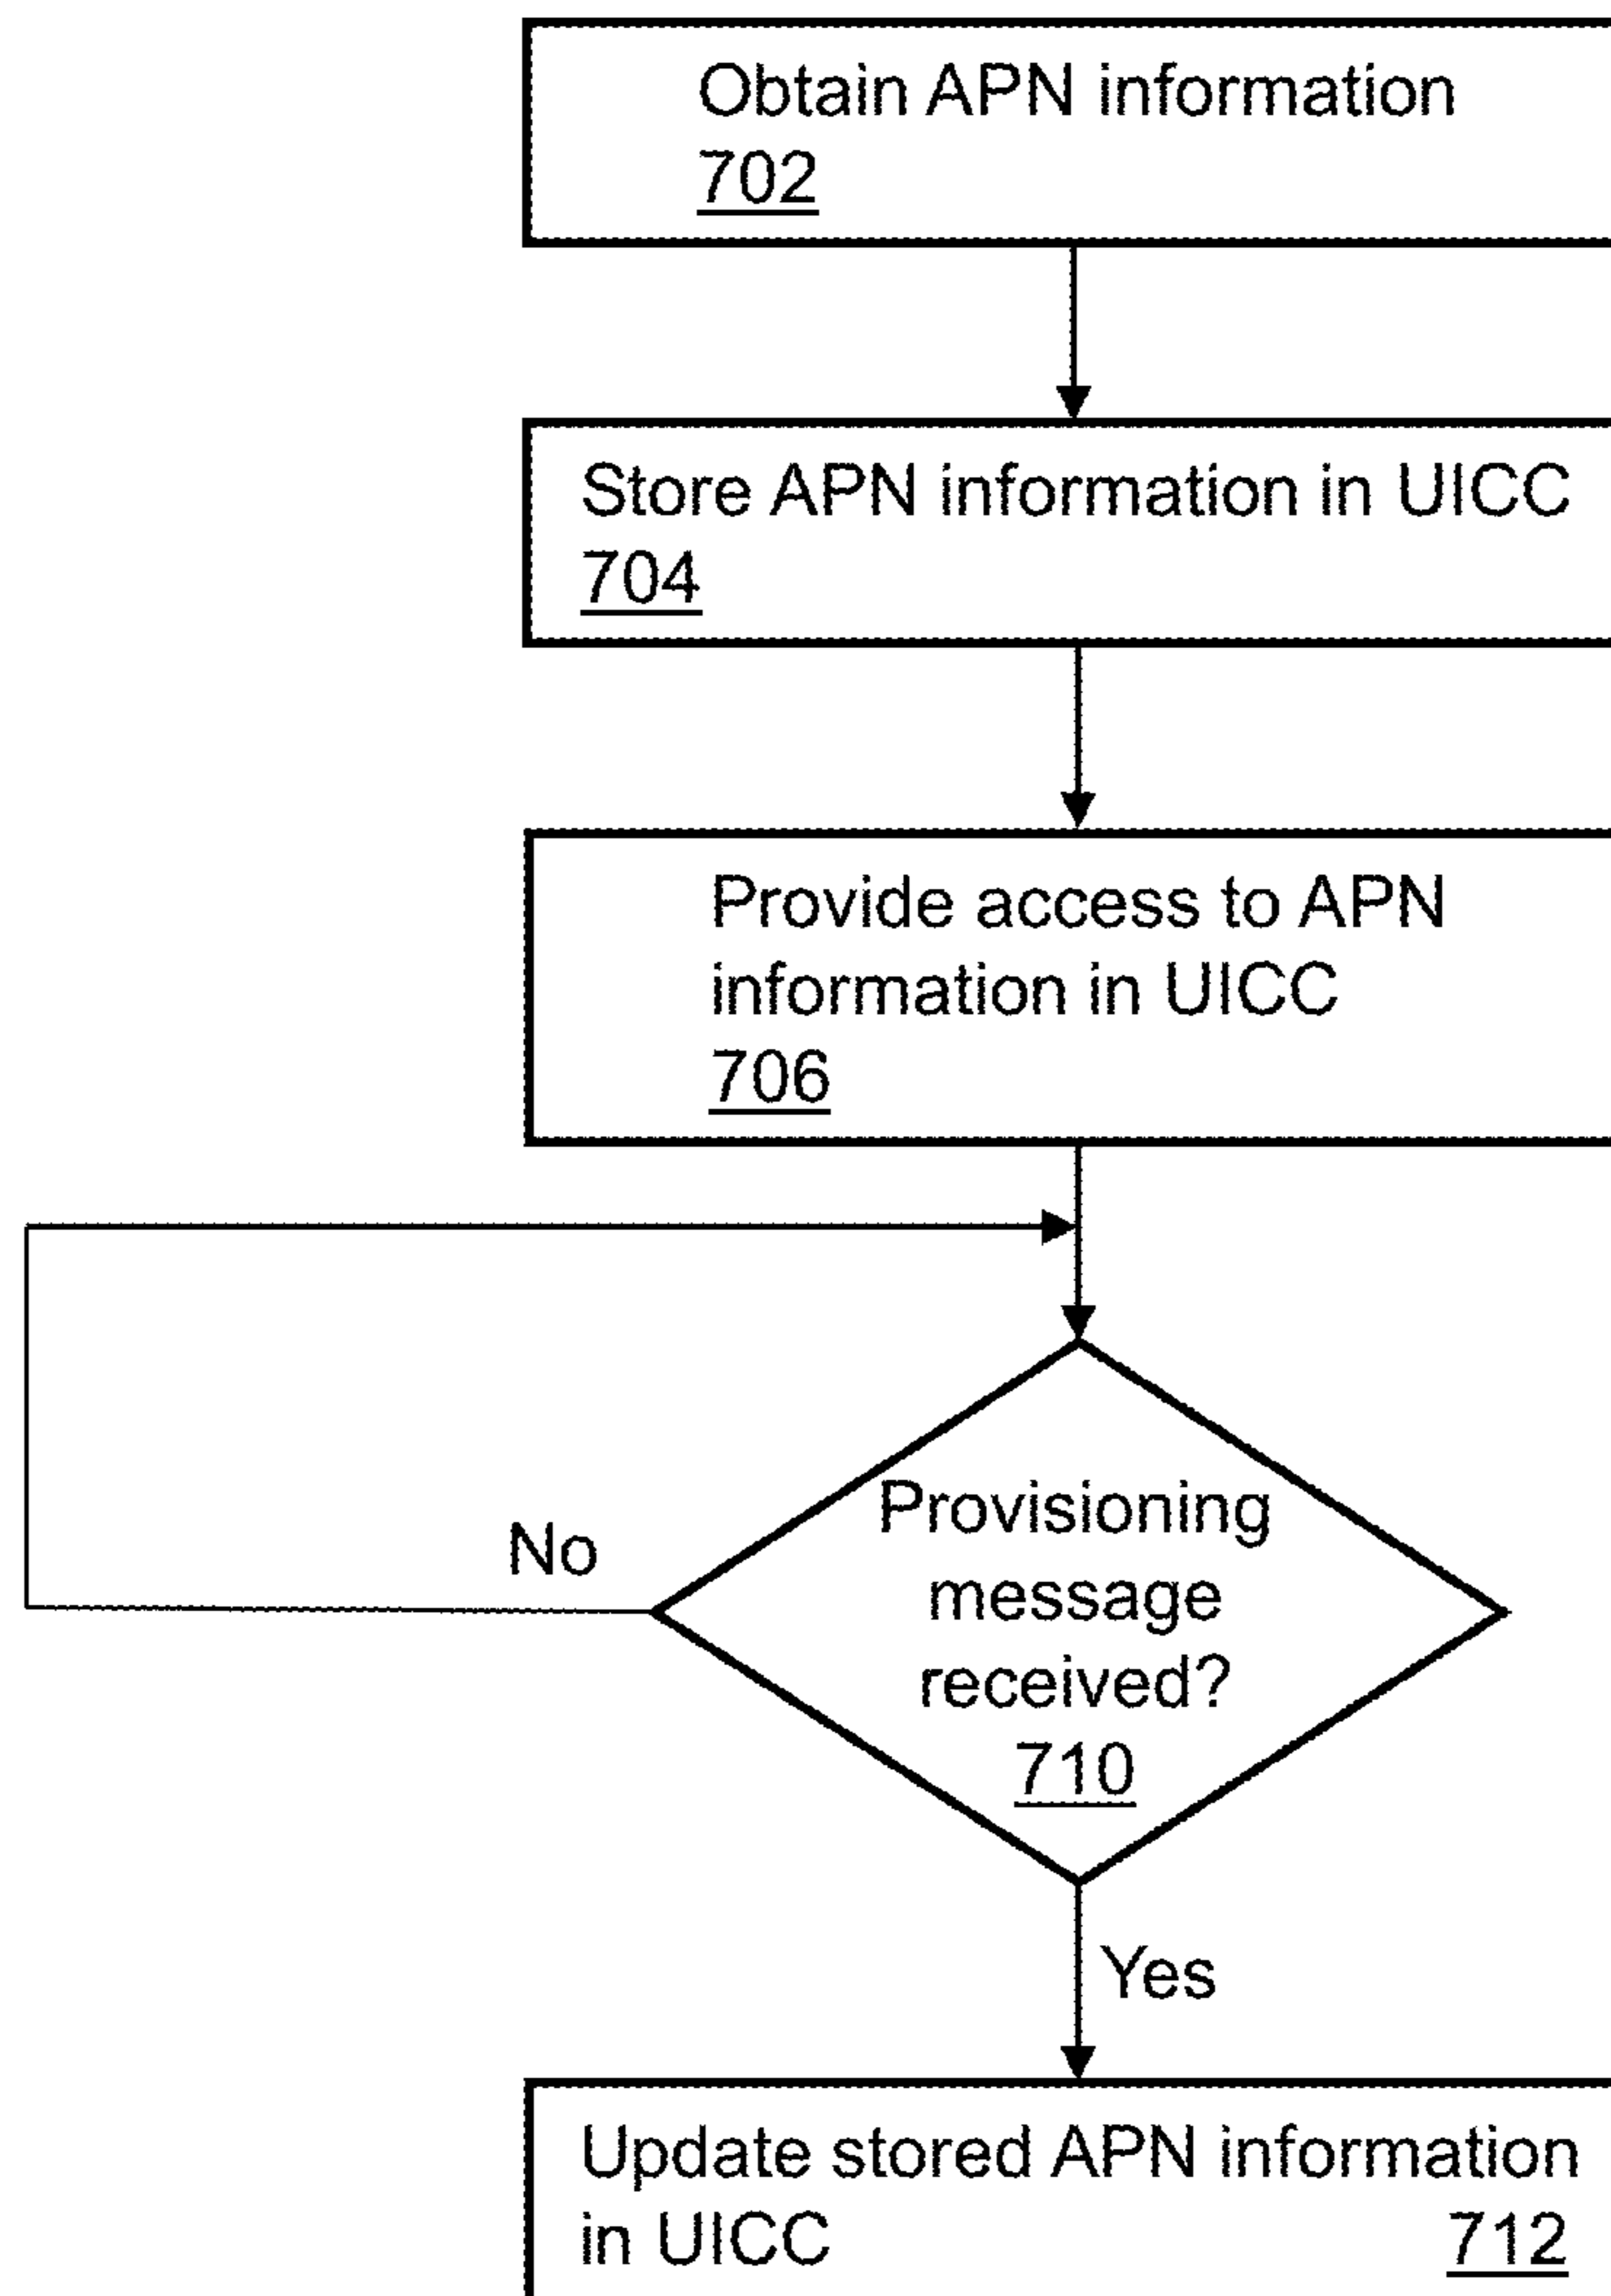 Obtain APN information
702
Store APN information in UICC
704
Provide access to APN
information in UICC
706
Provisioning
message
received?
710
No
Yes
Update stored APN information
in UICC 712